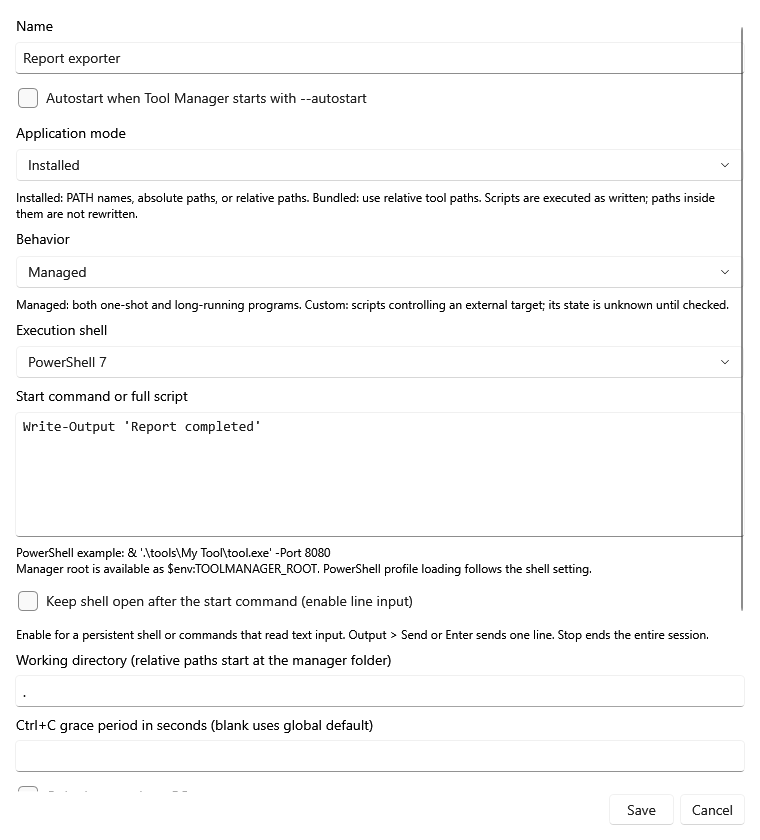 Name
Report exporter
Autostart when Tool Manager starts with --autostart
Application mode
Installed
Installed: PATH names, absolute paths, or relative paths. Bundled: use relative tool paths. Scripts are executed as written; paths inside
them are not rewritten.
Behavior
Managed
Managed: both one-shot and long-running programs. Custom: scripts controlling an external target; its state is unknown until checked.
Execution shell
PowerShell 7
Start command or full script
Write-Output 'Report completed'
PowerShell example: & '.\tools\My Tool\tool.exe' -Port 8080
Manager root is available as $env:TOOLMANAGER_ROOT. PowerShell profile loading follows the shell setting.
Keep shell open after the start command (enable line input)
Enable for a persistent shell or commands that read text input. Output > Send or Enter sends one line. Stop ends the entire session.
Working directory (relative paths start at the manager folder)
.
Ctrl+C grace period in seconds (blank uses global default)
Save Cancel